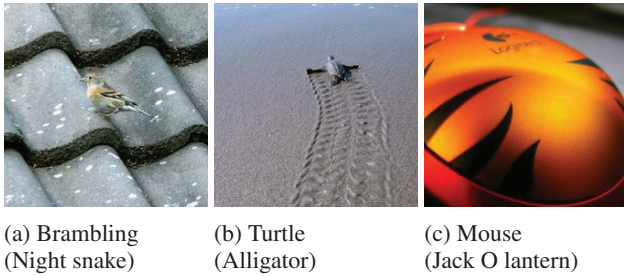 Logitech
(a) Brambling
(Night snake)
(b) Turtle
(Alligator)
(c) Mouse
(Jack O lantern)